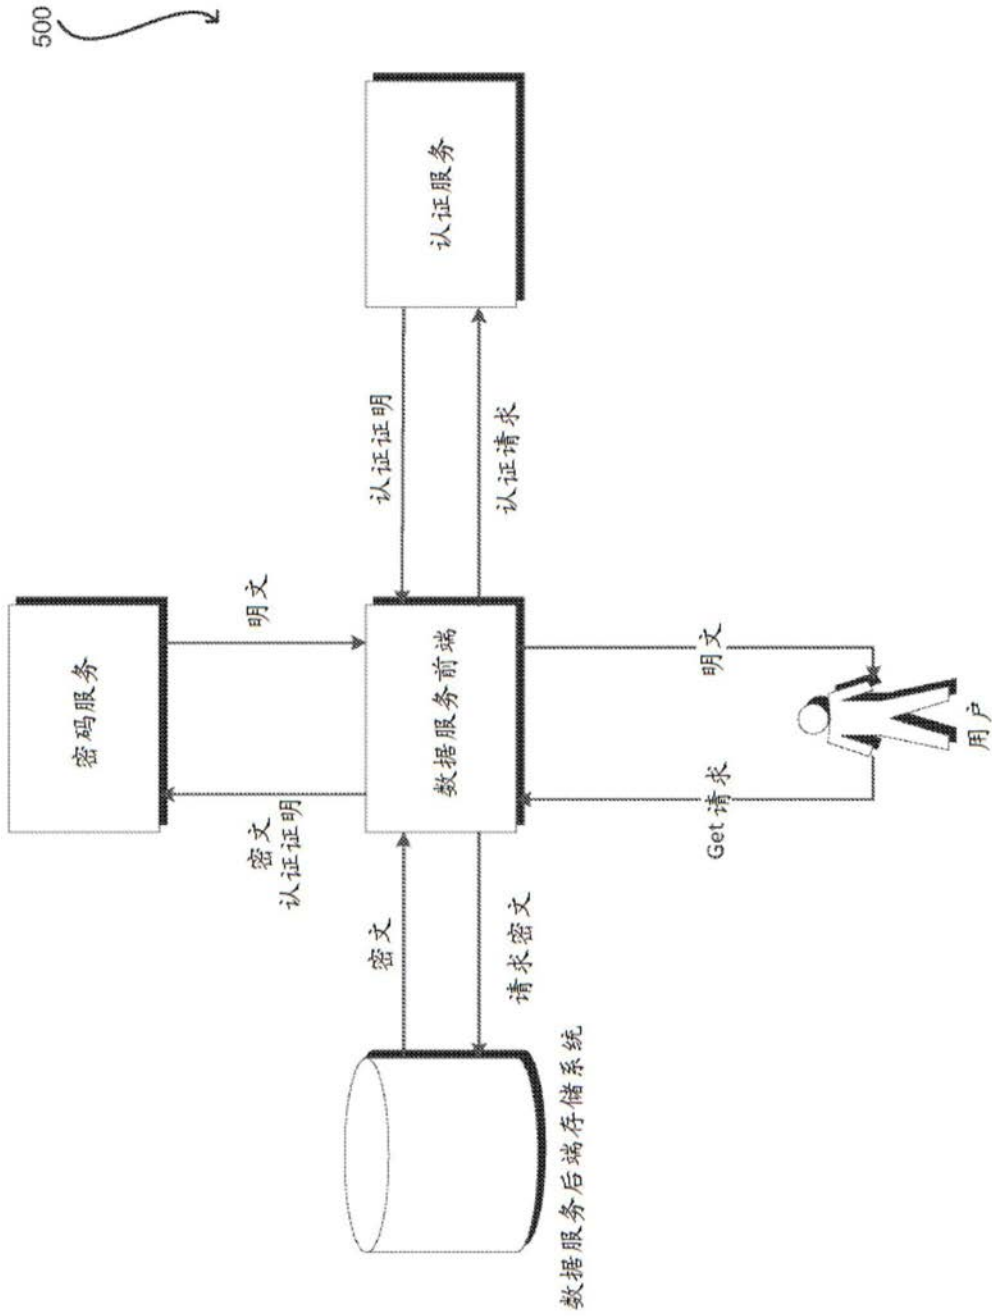 500
密码服务
明文
密文
认证证明
认证服务
认证证明
认证请求
数据服务前端
密文
请求密文
数据服务后端存储系统
明文
Get 请求
用户